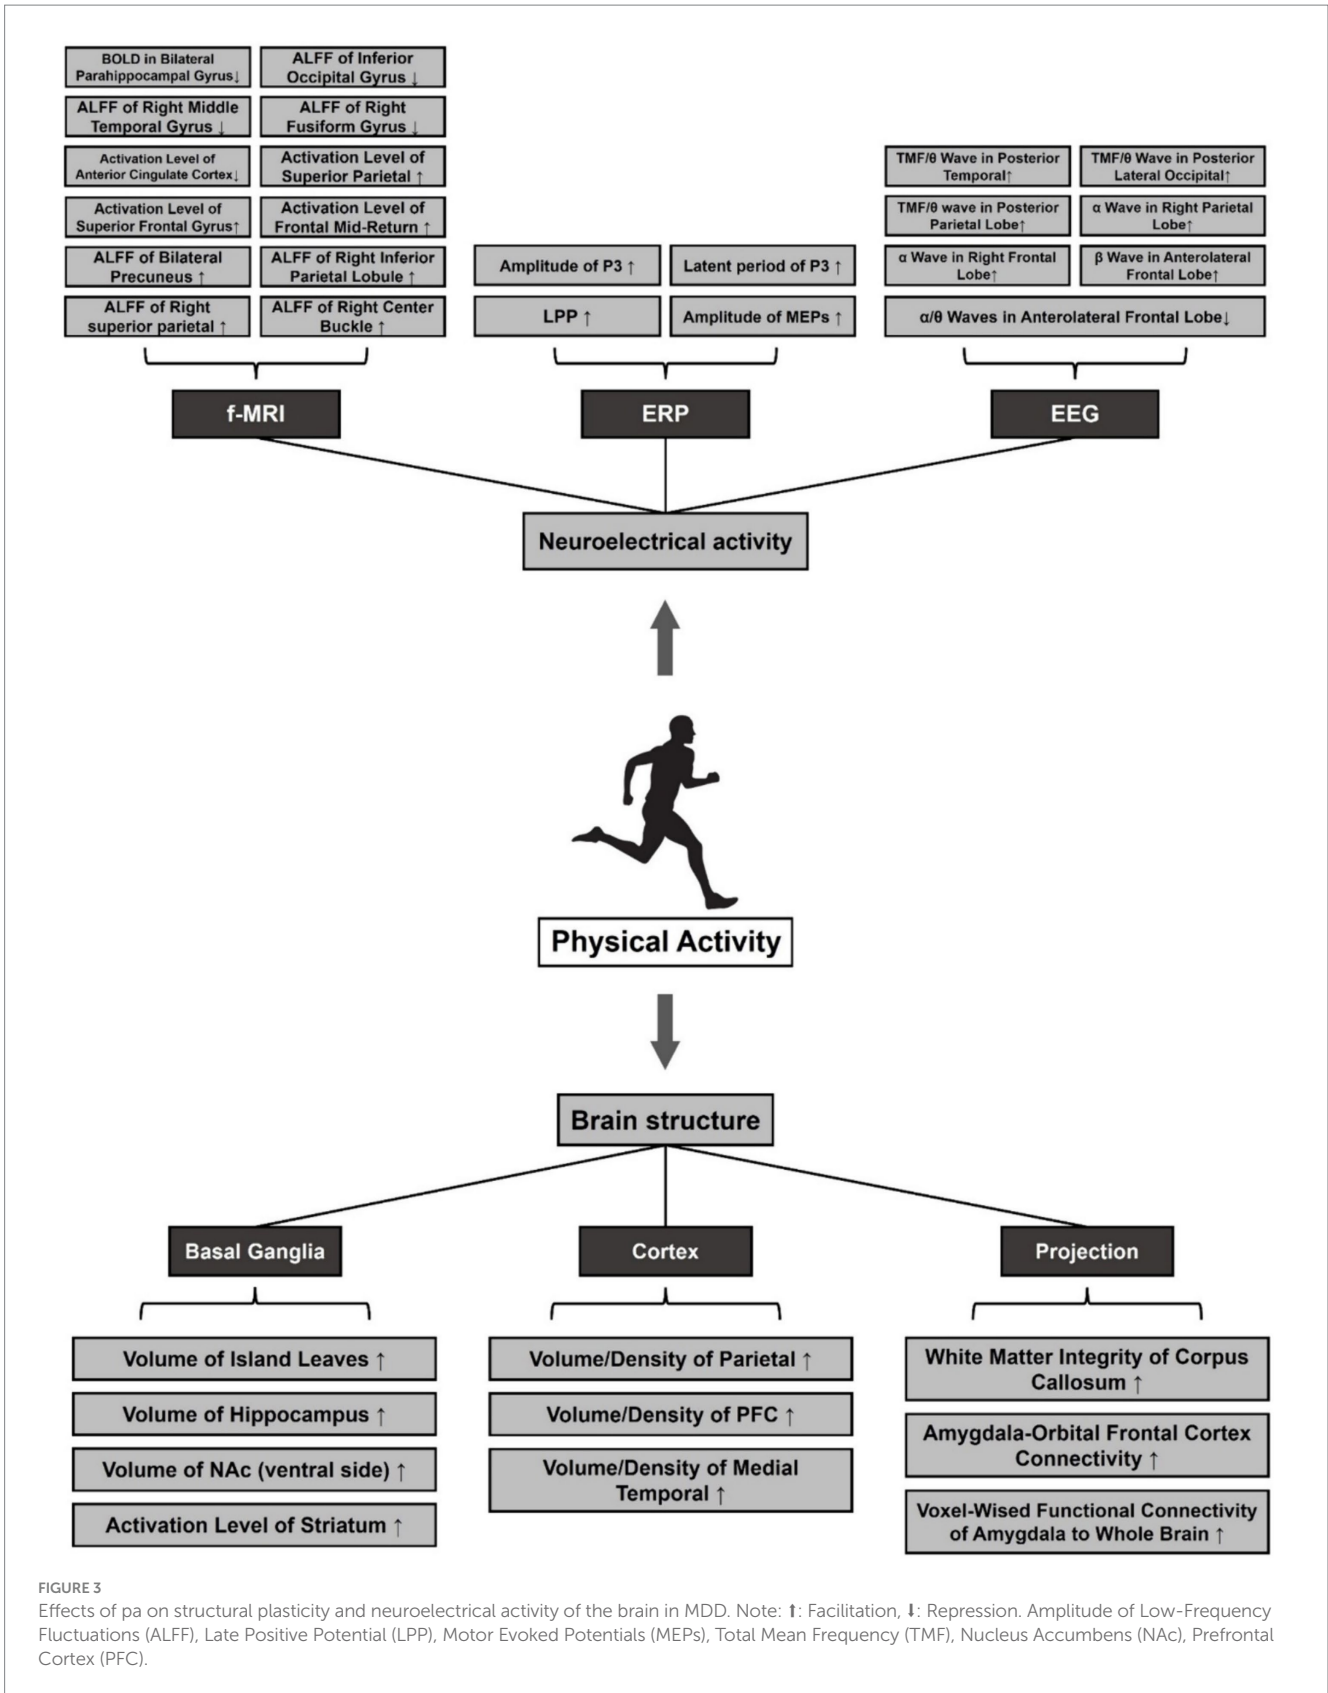 BOLD in Bilateral
Parahippocampal Gyrus↓
ALFF of Inferior
Occipital Gyrus ↓
ALFF of Right Middle
Temporal Gyrus ↓
ALFF of Right
Fusiform Gyrus ↓
Activation Level of
Anterior Cingulate Cortex↓
Activation Level of
Superior Parietal ↑
Activation Level of
Superior Frontal Gyrus↑
Activation Level of
Frontal Mid-Return ↑
ALFF of Bilateral
Precuneus ↑
ALFF of Right Inferior
Parietal Lobule ↑
ALFF of Right
superior parietal ↑
ALFF of Right Center
Buckle ↑
Amplitude of P3 ↑
Latent period of P3 ↑
LPP ↑
Amplitude of MEPs ↑
TMF/θ Wave in Posterior
Temporal↑
TMF/θ Wave in Posterior
Lateral Occipital↑
TMF/θ wave in Posterior
Parietal Lobe↑
α Wave in Right Parietal
Lobe↑
α Wave in Right Frontal
Lobe↑
β Wave in Anterolateral
Frontal Lobe↑
α/θ Waves in Anterolateral Frontal Lobe↓
f-MRI
ERP
EEG
Neuroelectrical activity
Physical Activity
Brain structure
Basal Ganglia
Cortex
Projection
Volume of Island Leaves ↑
Volume of Hippocampus ↑
Volume of NAc (ventral side) ↑
Activation Level of Striatum ↑
Volume/Density of Parietal ↑
Volume/Density of PFC ↑
Volume/Density of Medial
Temporal ↑
White Matter Integrity of Corpus
Callosum ↑
Amygdala-Orbital Frontal Cortex
Connectivity ↑
Voxel-Wised Functional Connectivity
of Amygdala to Whole Brain ↑
FIGURE 3
Effects of pa on structural plasticity and neuroelectrical activity of the brain in MDD. Note: ⬆: Facilitation, ⬇: Repression. Amplitude of Low-Frequency
Fluctuations (ALFF), Late Positive Potential (LPP), Motor Evoked Potentials (MEPs), Total Mean Frequency (TMF), Nucleus Accumbens (NAc), Prefrontal
Cortex (PFC).